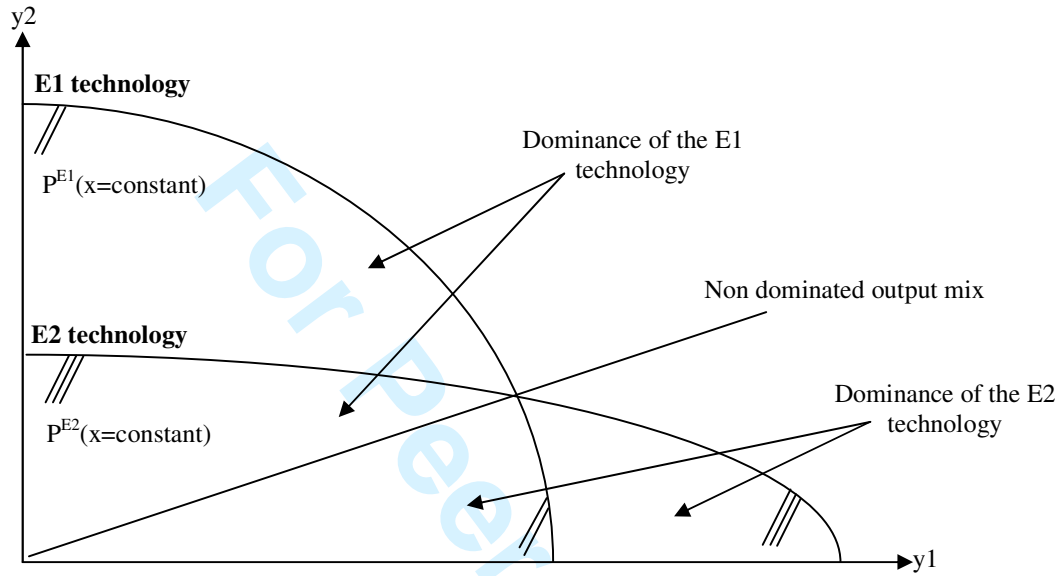 y2
E1 technology
Dominance of the E1
technology
P^E1(x=constant)
Non dominated output mix
E2 technology
Dominance of the E2
technology
P^E2(x=constant)
y1
For Peer